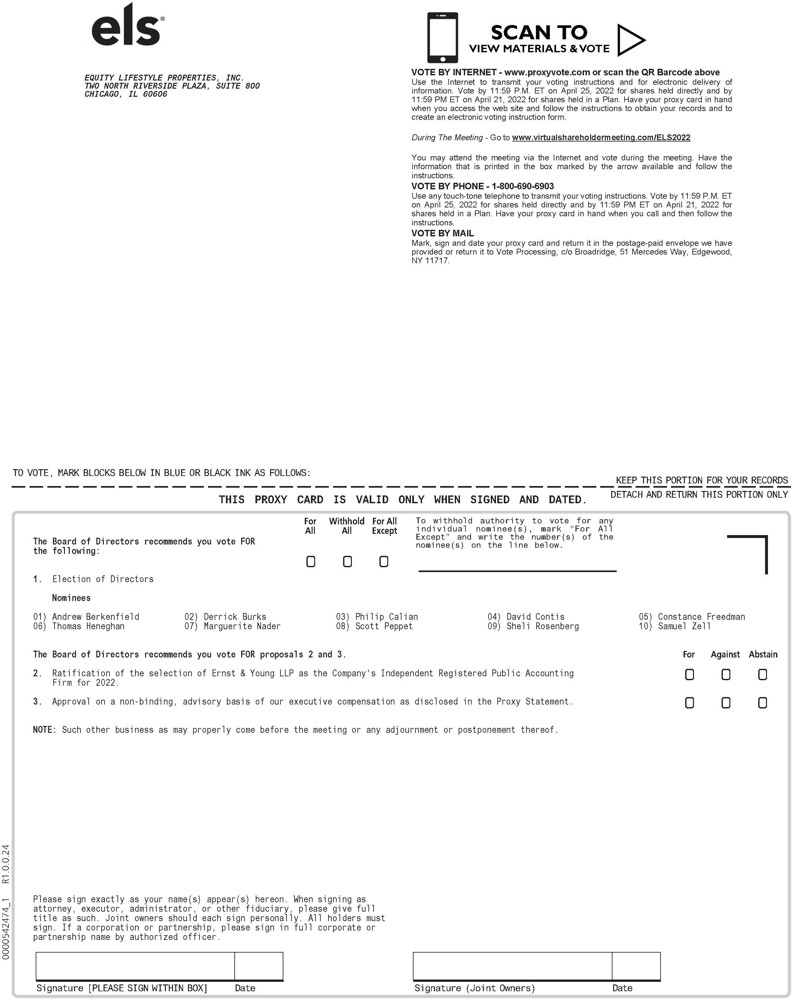 els®
EQUITY LIFESTYLE PROPERTIES, INC.
TWO NORTH RIVERSIDE PLAZA, SUITE 800
CHICAGO, IL 60606
SCAN TO
VIEW MATERIALS & VOTE
VOTE BY INTERNET - www.proxyvote.com or scan the QR Barcode above
Use the Internet to transmit your voting instructions and for electronic delivery of
information. Vote by 11:59 P.M. ET on April 25, 2022 for shares held directly and by
11:59 PM ET on April 21, 2022 for shares held in a Plan. Have your proxy card in hand
when you access the web site and follow the instructions to obtain your records and to
create an electronic voting instruction form.
During The Meeting - Go to www.virtualshareholdermeeting.com/ELS2022
You may attend the meeting via the Internet and vote during the meeting. Have the
information that is printed in the box marked by the arrow available and follow the
instructions.
VOTE BY PHONE - 1-800-690-6903
Use any touch-tone telephone to transmit your voting instructions. Vote by 11:59 P.M. ET
on April 25, 2022 for shares held directly and by 11:59 PM ET on April 21, 2022 for
shares held in a Plan. Have your proxy card in hand when you call and then follow the
instructions.
VOTE BY MAIL
Mark, sign and date your proxy card and return it in the postage-paid envelope we have
provided or return it to Vote Processing, c/o Broadridge, 51 Mercedes Way, Edgewood,
NY 11717.
TO VOTE, MARK BLOCKS BELOW IN BLUE OR BLACK INK AS FOLLOWS:
KEEP THIS PORTION FOR YOUR RECORDS
DETACH AND RETURN THIS PORTION ONLY
THIS PROXY CARD IS VALID ONLY WHEN SIGNED AND DATED.
The Board of Directors recommends you vote FOR
the following:
For Withhold For All
All All Except
To withhold authority to vote for any
individual nominee(s), mark “For All
Except” and write the number(s) of the
nominee(s) on the line below.
1. Election of Directors
Nominees
01) Andrew Berkenfield 02) Derrick Burks 03) Philip Calian 04) David Contis 05) Constance Freedman
06) Thomas Heneghan 07) Marguerite Nader 08) Scott Peppet 09) Sheli Rosenberg 10) Samuel Zell
The Board of Directors recommends you vote FOR proposals 2 and 3. For Against Abstain
2. Ratification of the selection of Ernst & Young LLP as the Company's Independent Registered Public Accounting
Firm for 2022.
3. Approval on a non-binding, advisory basis of our executive compensation as disclosed in the Proxy Statement.
NOTE: Such other business as may properly come before the meeting or any adjournment or postponement thereof.
Please sign exactly as your name(s) appear(s) hereon. When signing as
attorney, executor, administrator, or other fiduciary, please give full
title as such. Joint owners should each sign personally. All holders must
sign. If a corporation or partnership, please sign in full corporate or
partnership name by authorized officer.
Signature [PLEASE SIGN WITHIN BOX] Date
Signature (Joint Owners) Date
0000542474_1 R1.0.0.24